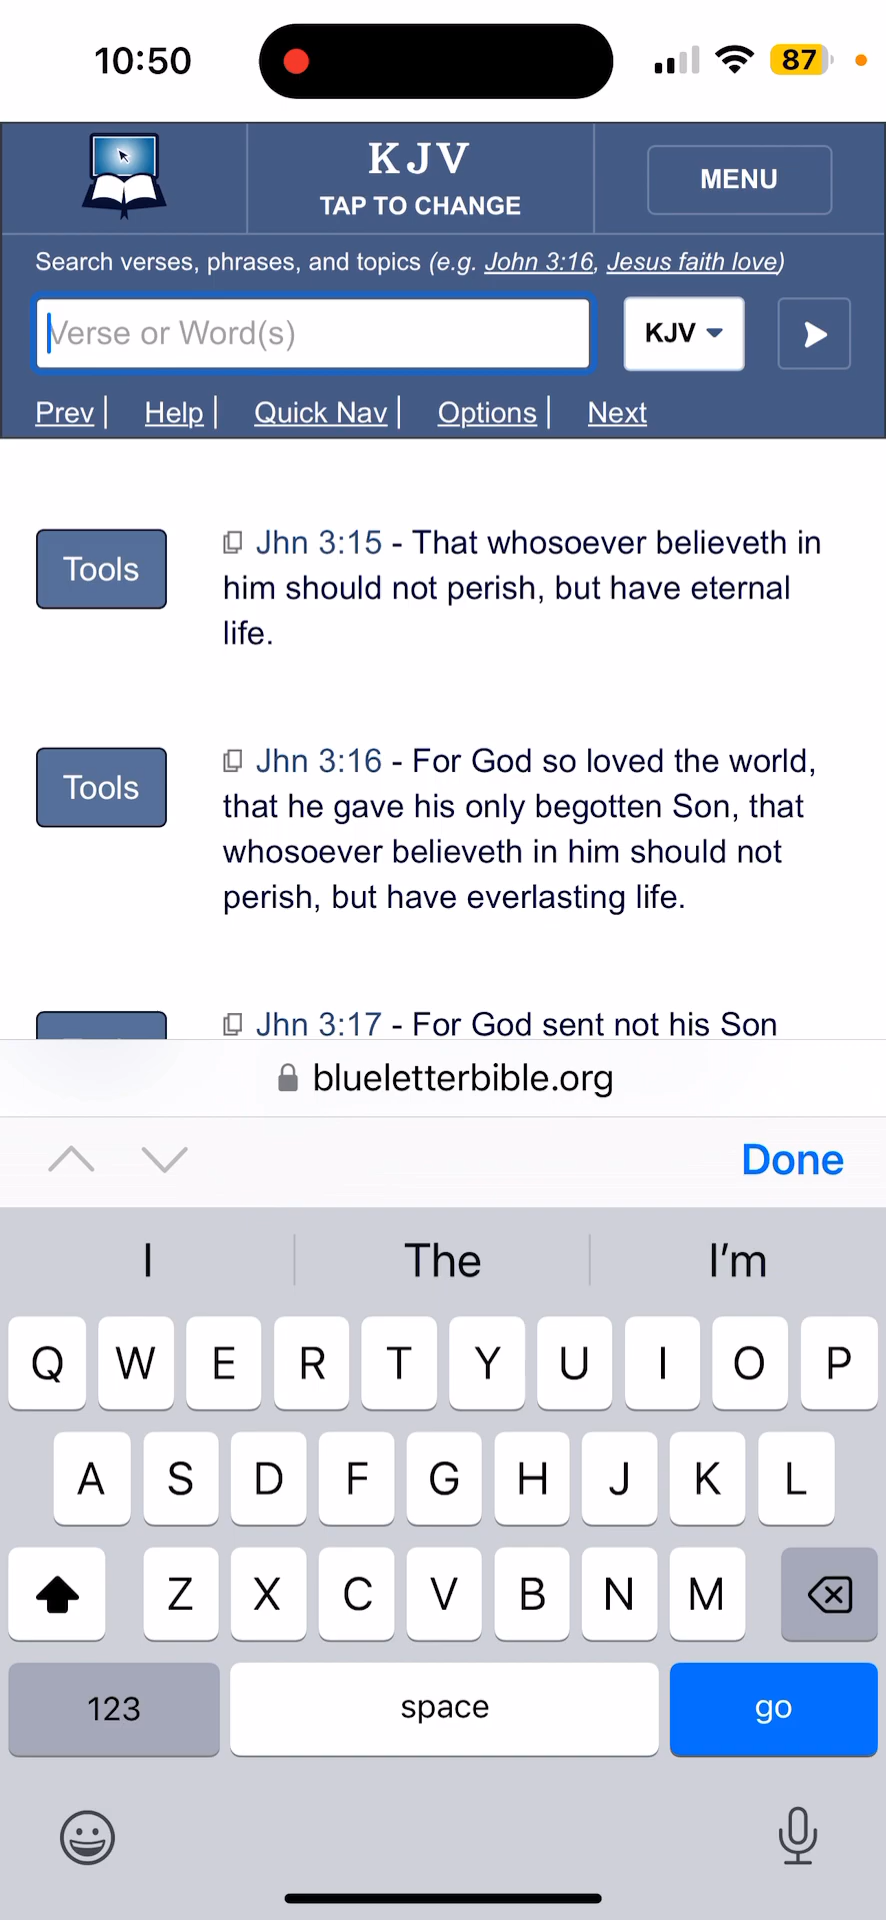 10:50
87
KJV
TAP TO CHANGE
MENU
Search verses, phrases, and topics (e.g. John 3:16, Jesus faith love)
Verse or Word(s)
KJV
Prev | Help | Quick Nav | Options | Next
Tools
Jhn 3:15 - That whosoever believeth in
him should not perish, but have eternal
life.
Tools
Jhn 3:16 - For God so loved the world,
that he gave his only begotten Son, that
whosoever believeth in him should not
perish, but have everlasting life.
Jhn 3:17 - For God sent not his Son
blueletterbible.org
Done
I The I'm
Q W E R T Y U I O P
A S D F G H J K L
Z X C V B N M
123 space go